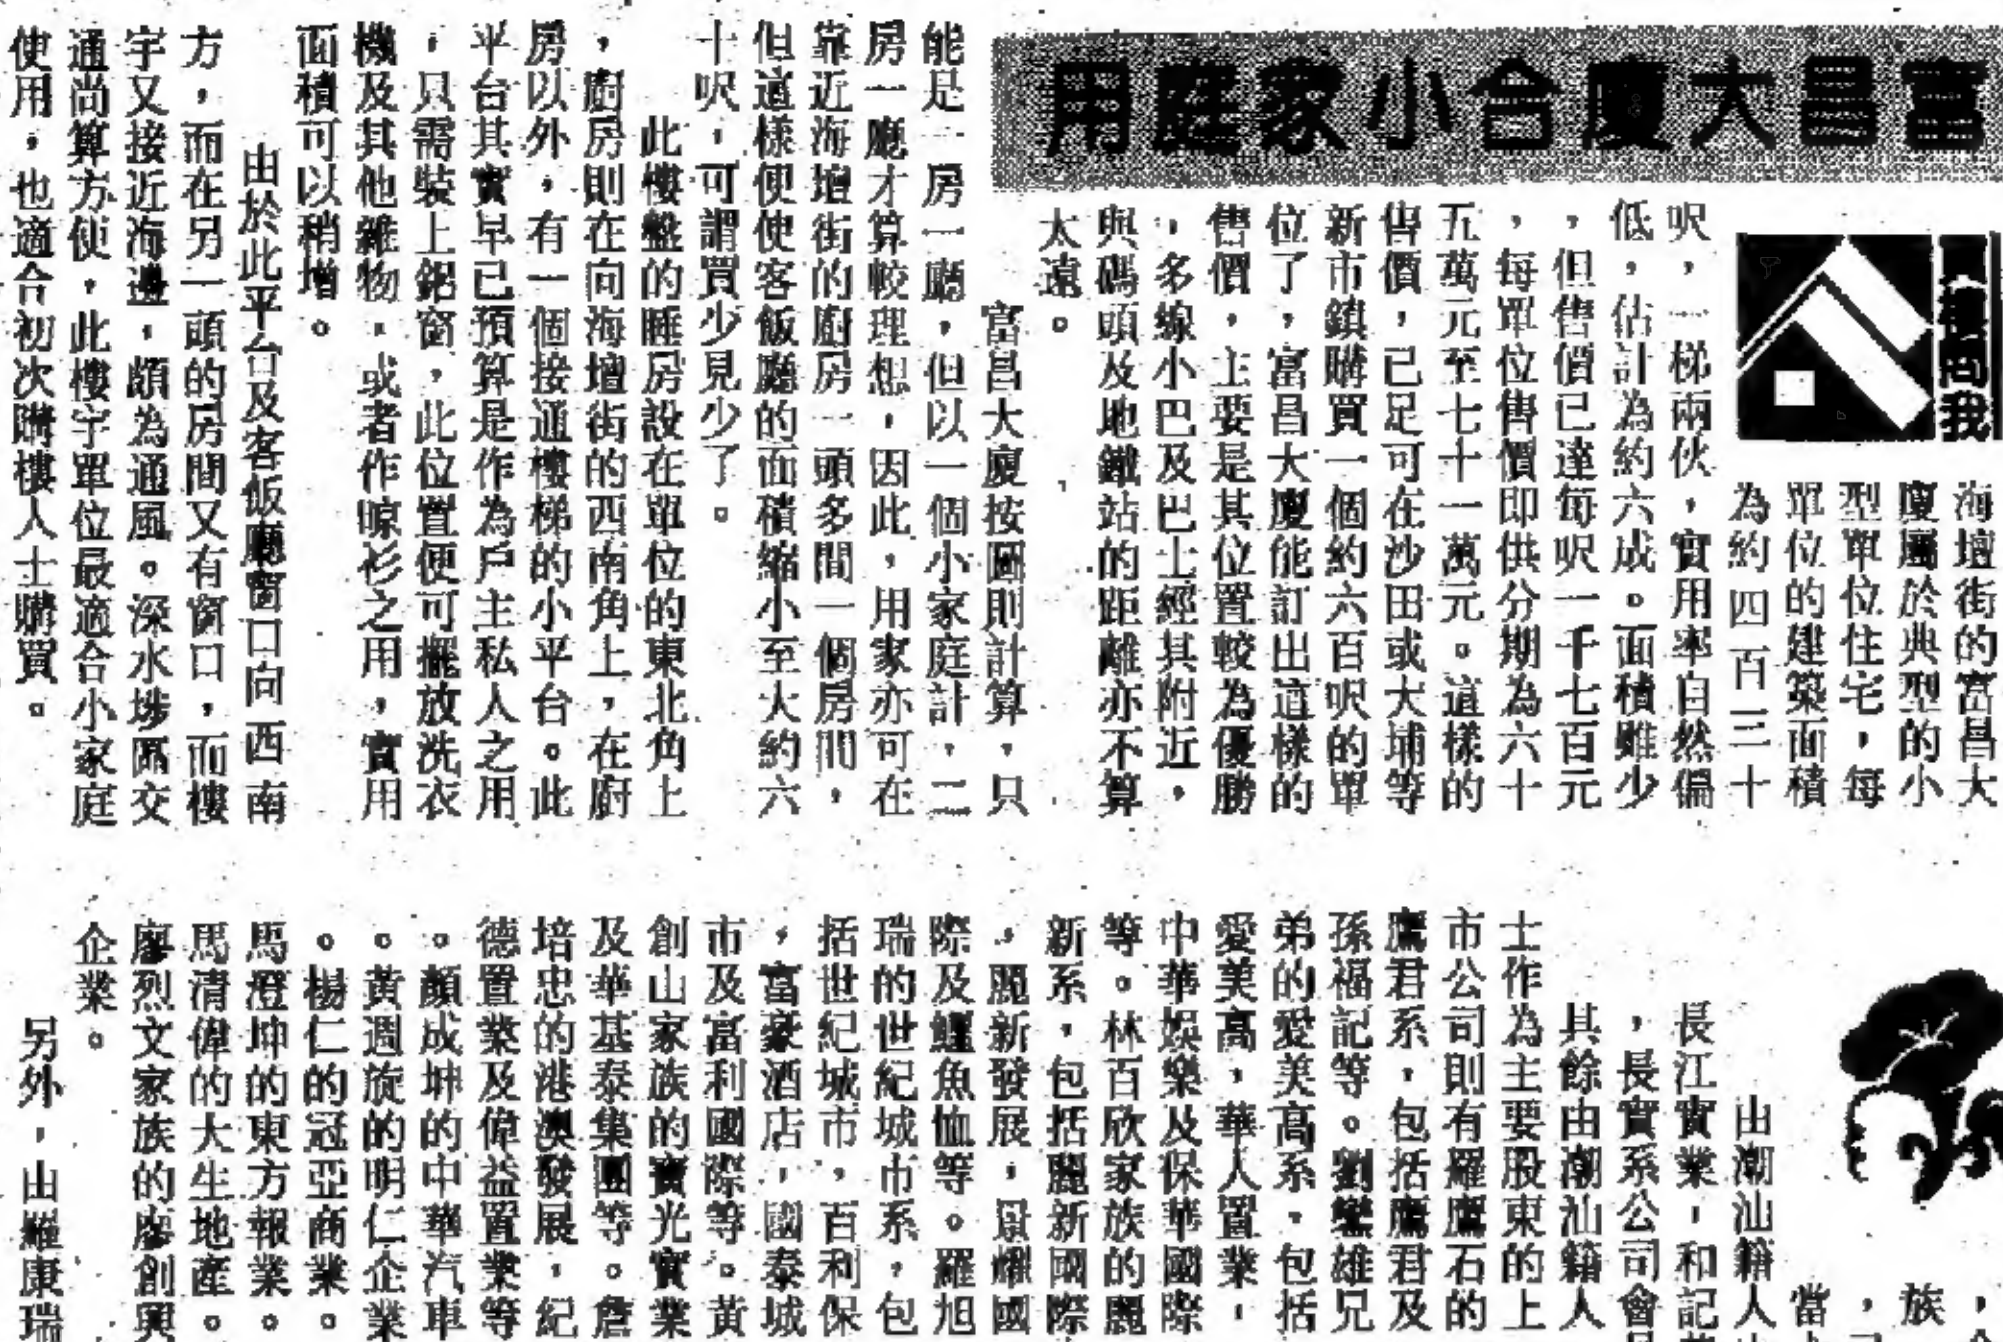 富昌大廈合小家庭用
我問樓
海壇街的富昌大
廈屬於典型的小
型單位住宅，每
單位的建築面積
為約四百三十
呎，一梯兩伙，實用率自然偏
低，估計為約六成。面積雖少
，但售價已達每呎一千七百元
，每單位售價即供分期為六十
五萬元至七十一萬元。這樣的
售價，已足可在沙田或大埔等
新市鎮購買一個約六百呎的單
位了，富昌大廈能訂出這樣的
售價，主要是其位置較為優勝
，多線小巴及巴士經其附近，
與碼頭及地鐵站的距離亦不算
太遠。
富昌大廈按圖則計算，只
能是一房一廳，但以一個小家庭計，二
房一廳才算較理想，因此，用家亦可在
靠近海壇街的廚房一頭多間一個房間，
但這樣便使客飯廳的面積縮小至大約六
十呎，可謂買少見少了。
此樓盤的睡房設在單位的東北角上
，廚房則在向海壇街的西南角上，在廚
房以外，有一個接通樓梯的小平台。此
平台其實早已預算是作為戶主私人之用
，只需裝上鋁窗，此位置便可擺放洗衣
機及其他雜物，或者作晾衫之用，實用
面積可以稍增。
由於此平台及客飯廳窗口向西南
方，而在另一頭的房間又有窗口，而樓
宇又接近海邊，頗為通風。深水埗區交
通尚算方便，此樓宇單位最適合小家庭
使用，也適合初次購樓人士購買。
，
族
當
由潮汕籍人
長江實業，和記
，長實系公司會
其餘由潮汕籍人
士作為主要股東的上
市公司則有羅鷹石的
鷹君系，包括鷹君及
孫福記等。劉鑾雄兄
弟的愛美高系，包括
愛美高，華人置業，
中華娛樂及保華國際
等。林百欣家族的麗
新系，包括麗新國際
，麗新發展，景耀國
際及鱷魚恤等。羅旭
瑞的世紀城市系，包
括世紀城市，百利保
，富豪酒店，國泰城
市及富利國際等。黃
創山家族的寶光實業
及華基泰集團等。詹
培忠的港澳發展，紀
德置業及偉益置業等
。顏成坤的中華汽車
。黃週旋的明仁企業
。楊仁的冠亞商業。
馬澄坤的東方報業。
馬清偉的大生地產。
廖烈文家族的廖創興
企業。
另外，由羅康瑞